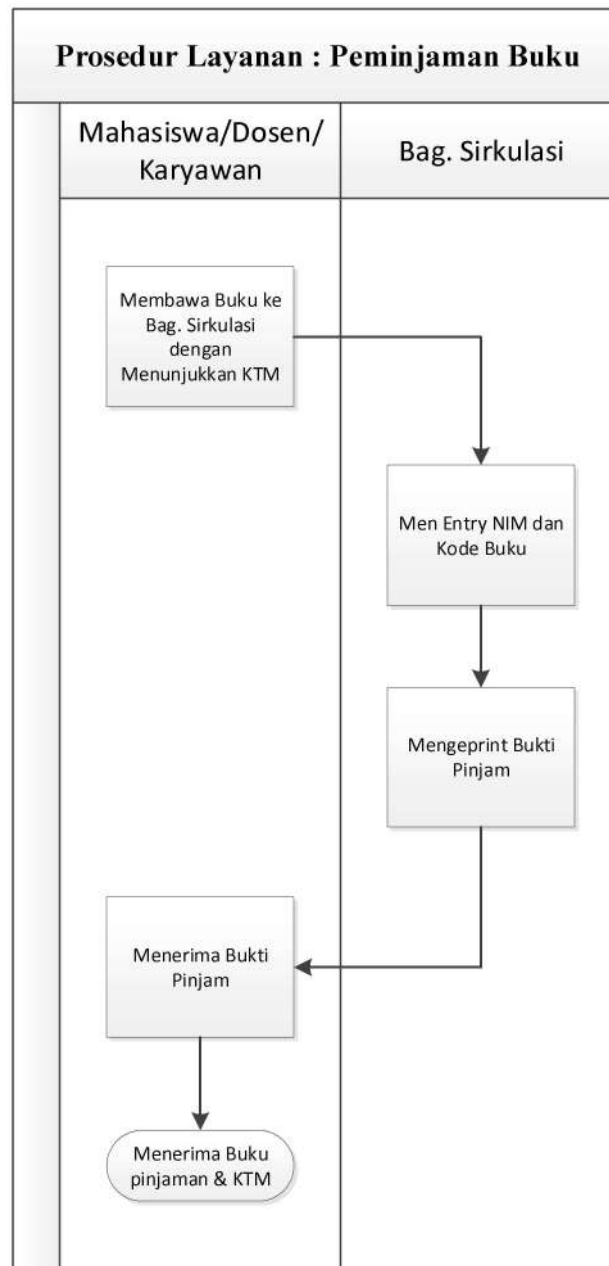 Prosedur Layanan : Peminjaman Buku
Mahasiswa/Dosen/
Karyawan
Bag. Sirkulasi
Membawa Buku ke
Bag. Sirkulasi
dengan
Menunjukkan KTM
Men Entry NIM dan
Kode Buku
Mengeprint Bukti
Pinjam
Menerima Bukti
Pinjam
Menerima Buku
pinjaman & KTM